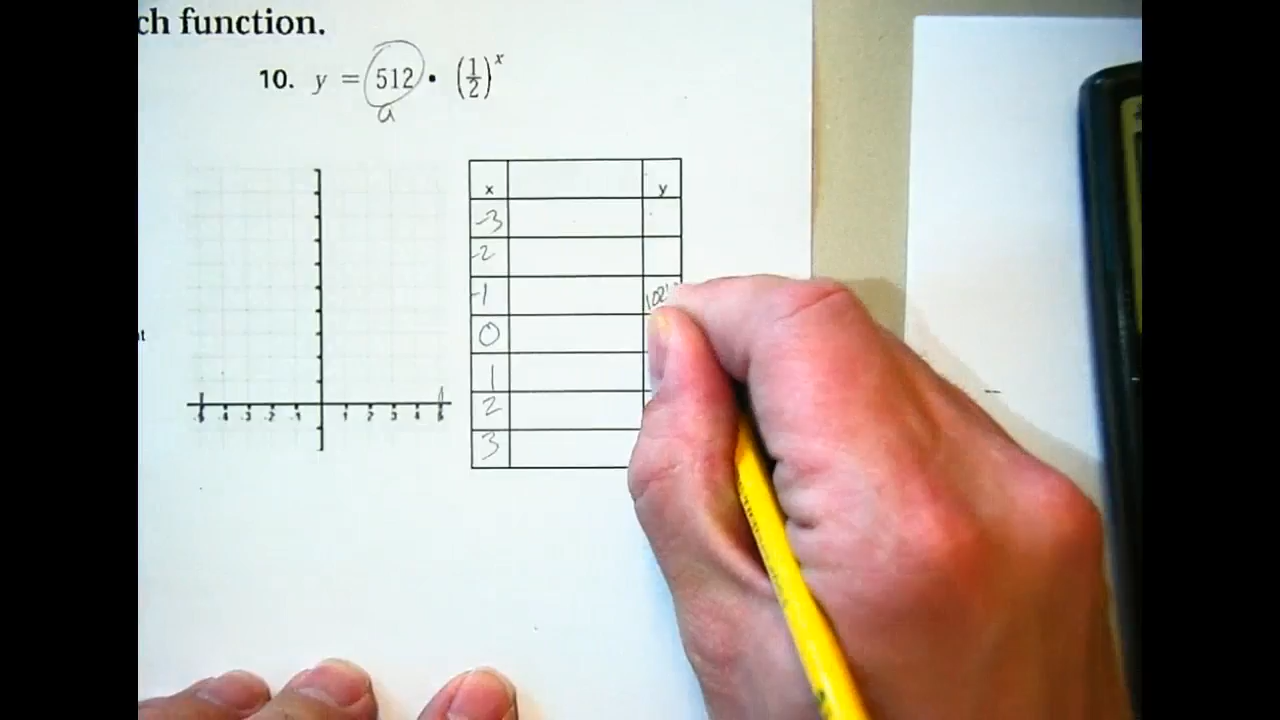 ch function.
10. y = 512 • (1/2)^x
a
x y
-3
-2
-1
0
1
2
3
-5 -4 -3 -2 -1 1 2 3 4 5